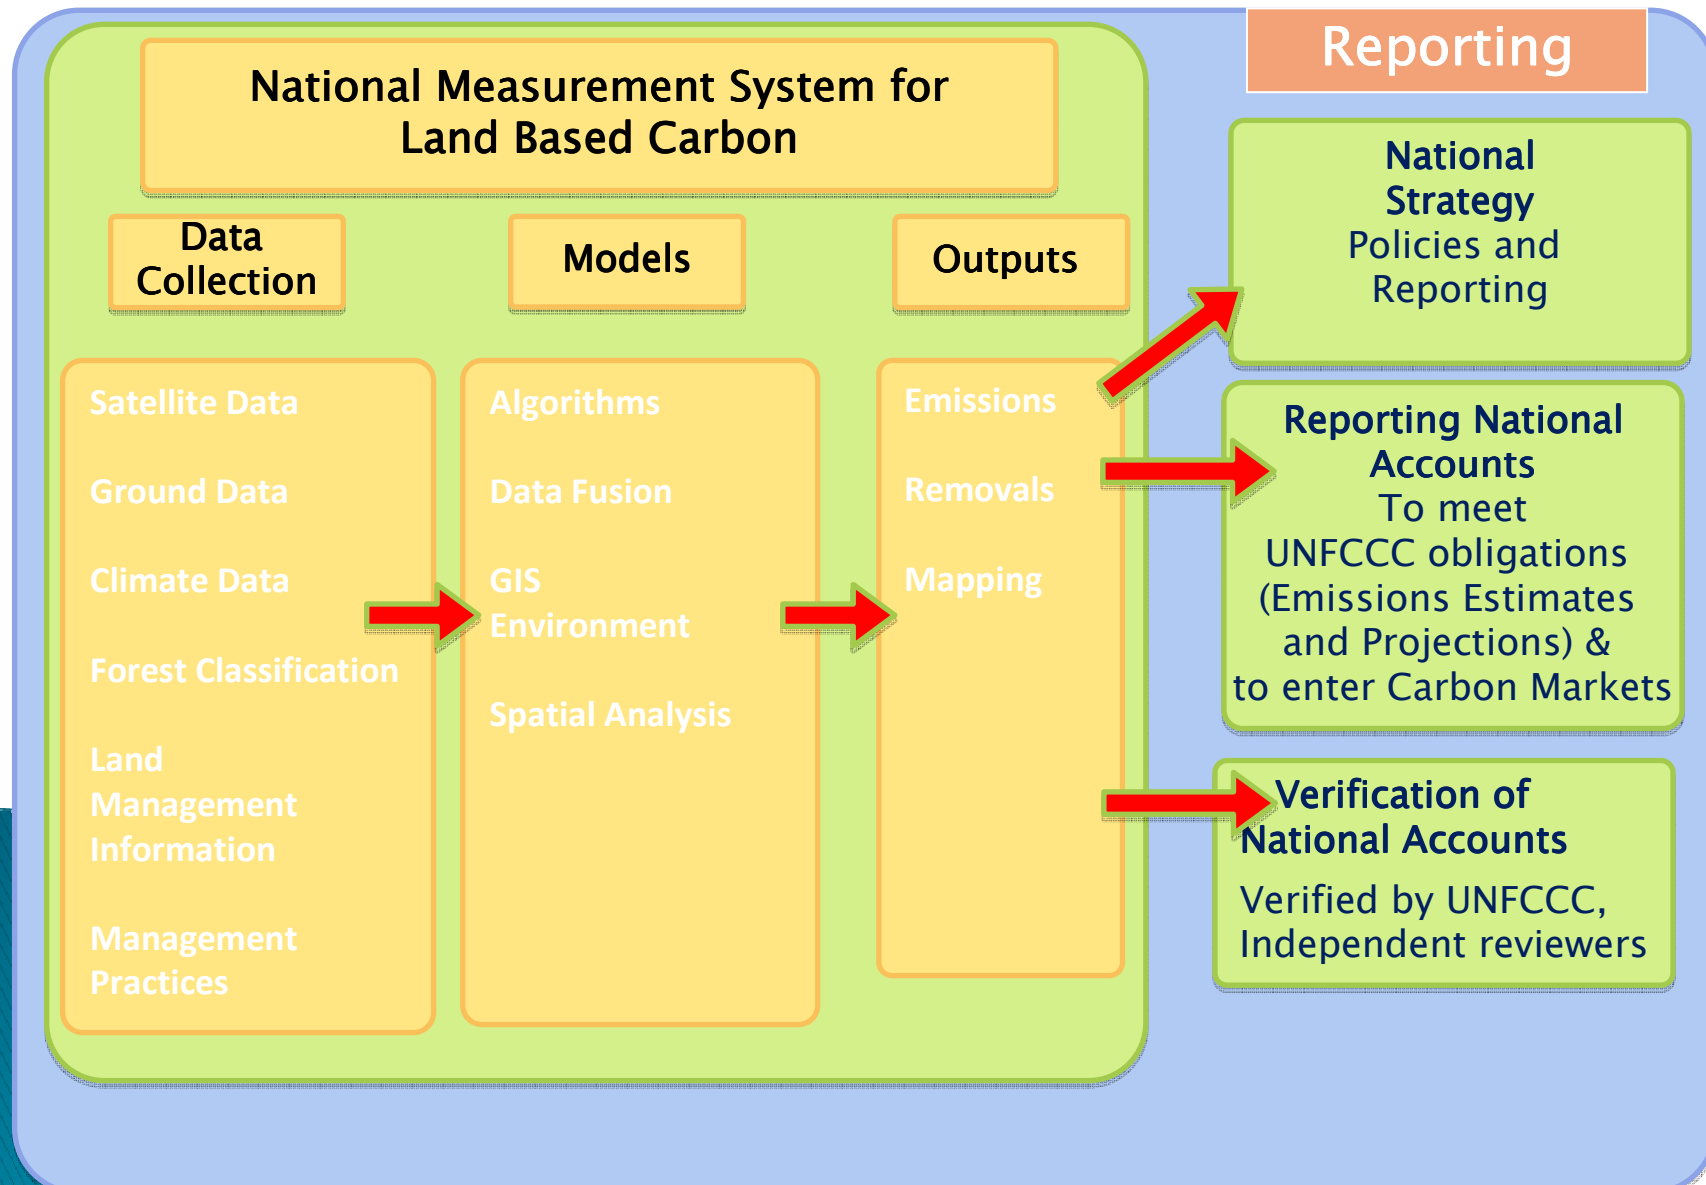 National Measurement System for
Land Based Carbon
Data
Collection
Satellite Data
Ground Data
Climate Data
Forest Classification
Land
Management
Information
Management
Practices
Models
Algorithms
Data Fusion
GIS
Environment
Spatial Analysis
Outputs
Emissions
Removals
Mapping
Reporting
National
Strategy
Policies and
Reporting
Reporting National
Accounts
To meet
UNFCCC obligations
(Emissions Estimates
and Projections) &
to enter Carbon Markets
Verification of
National Accounts
Verified by UNFCCC,
Independent reviewers